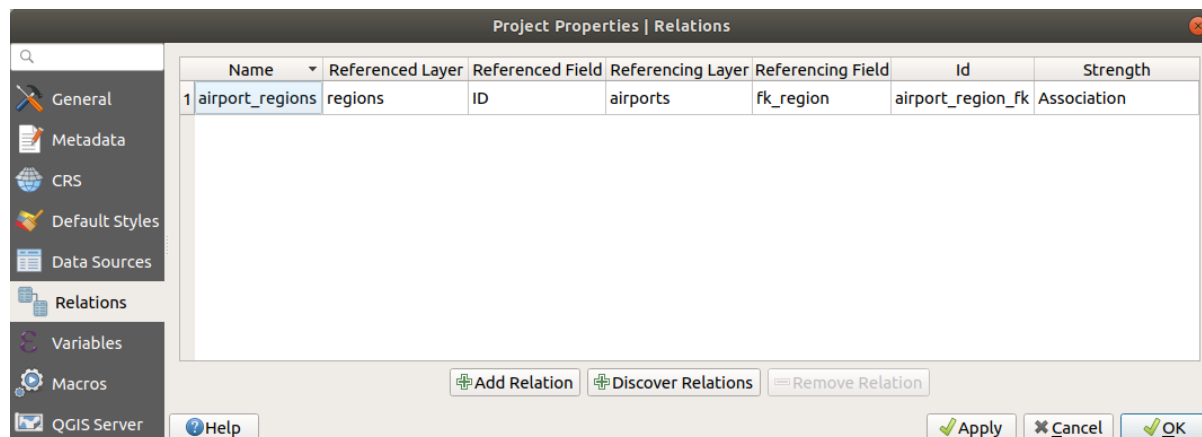 Project Properties | Relations
General
Metadata
CRS
Default Styles
Data Sources
Relations
Variables
Macros
QGIS Server
Name Referenced Layer Referenced Field Referencing Layer Referencing Field Id Strength
1 airport_regions regions ID airports fk_region airport_region_fk Association
Add Relation Discover Relations Remove Relation
Help Apply Cancel OK